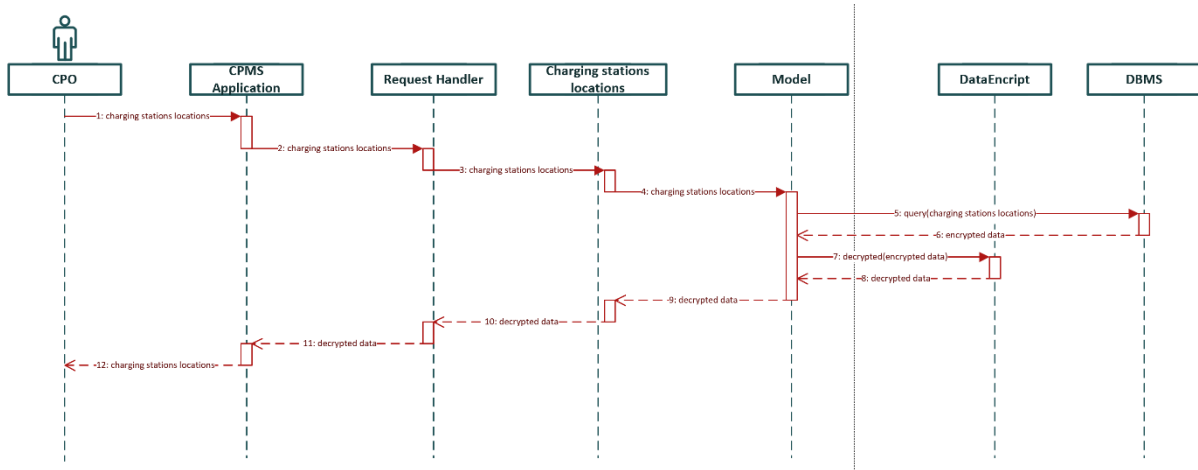 CPO
CPMS
Application
Request Handler
Charging stations
locations
Model
DataEncript
DBMS
1: charging stations locations
2: charging stations locations
3: charging stations locations
4: charging stations locations
5: query(charging stations locations)
6: encrypted data
7: decrypted(encrypted data)
8: decrypted data
9: decrypted data
10: decrypted data
11: decrypted data
12: charging stations locations